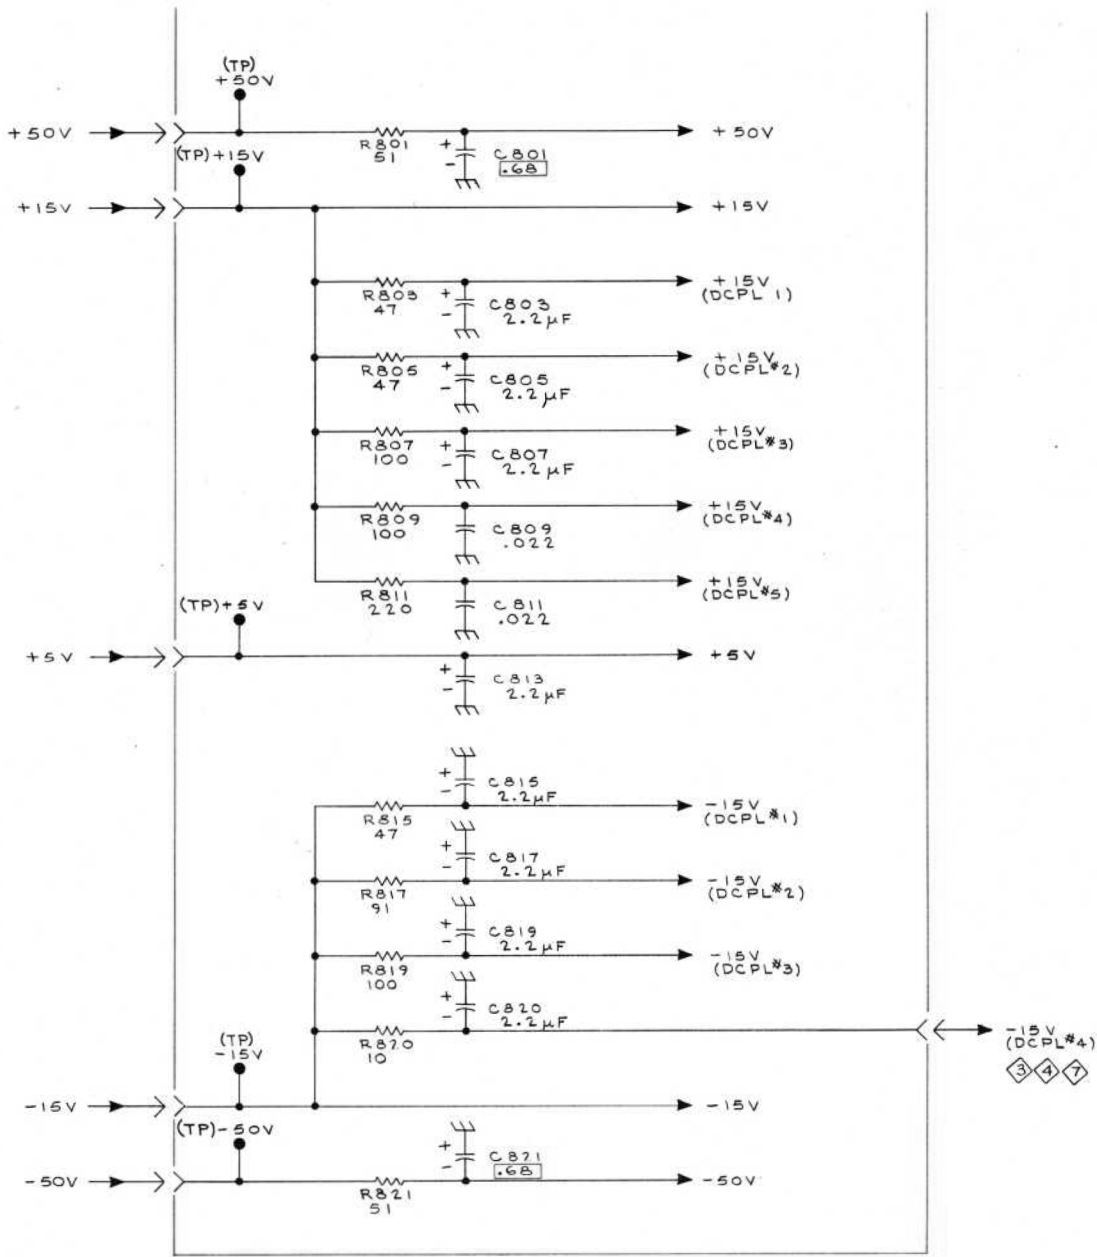 (TP)
+50V
+50V
+50V
R801
51
+
-
C801
.68
(TP)+15V
+15V
+15V
R803
47
+
-
C803
2.2µF
+15V
(DCPL 1)
R805
47
+
-
C805
2.2µF
+15V
(DCPL#2)
R807
100
+
-
C807
2.2µF
+15V
(DCPL#3)
R809
100
C809
.022
+15V
(DCPL#4)
R811
220
C811
.022
+15V
(DCPL#5)
(TP)+5V
+5V
+5V
+
-
C813
2.2µF
+
-
C815
2.2µF
R815
47
-15V
(DCPL#1)
+
-
C817
2.2µF
R817
91
-15V
(DCPL#2)
+
-
C819
2.2µF
R819
100
-15V
(DCPL#3)
+
-
C820
2.2µF
R820
10
-15V
(DCPL#4)
3 4 7
(TP)
-15V
-15V
-15V
(TP)-50V
+
-
C821
.68
-50V
R821
51
-50V